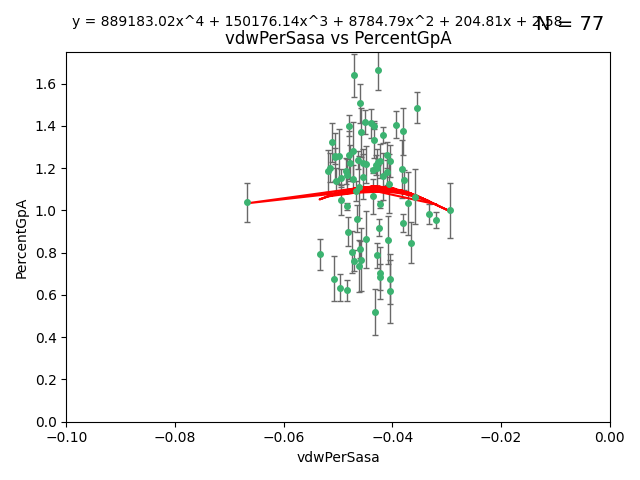 y = 889183.02x^4 + 150176.14x^3 + 8784.79x^2 + 204.81x + 2.58
N = 77
vdwPerSasa vs PercentGpA
PercentGpA
1.6
1.4
1.2
1.0
0.8
0.6
0.4
0.2
0.0
−0.10 −0.08 −0.06 −0.04 −0.02 0.00
vdwPerSasa